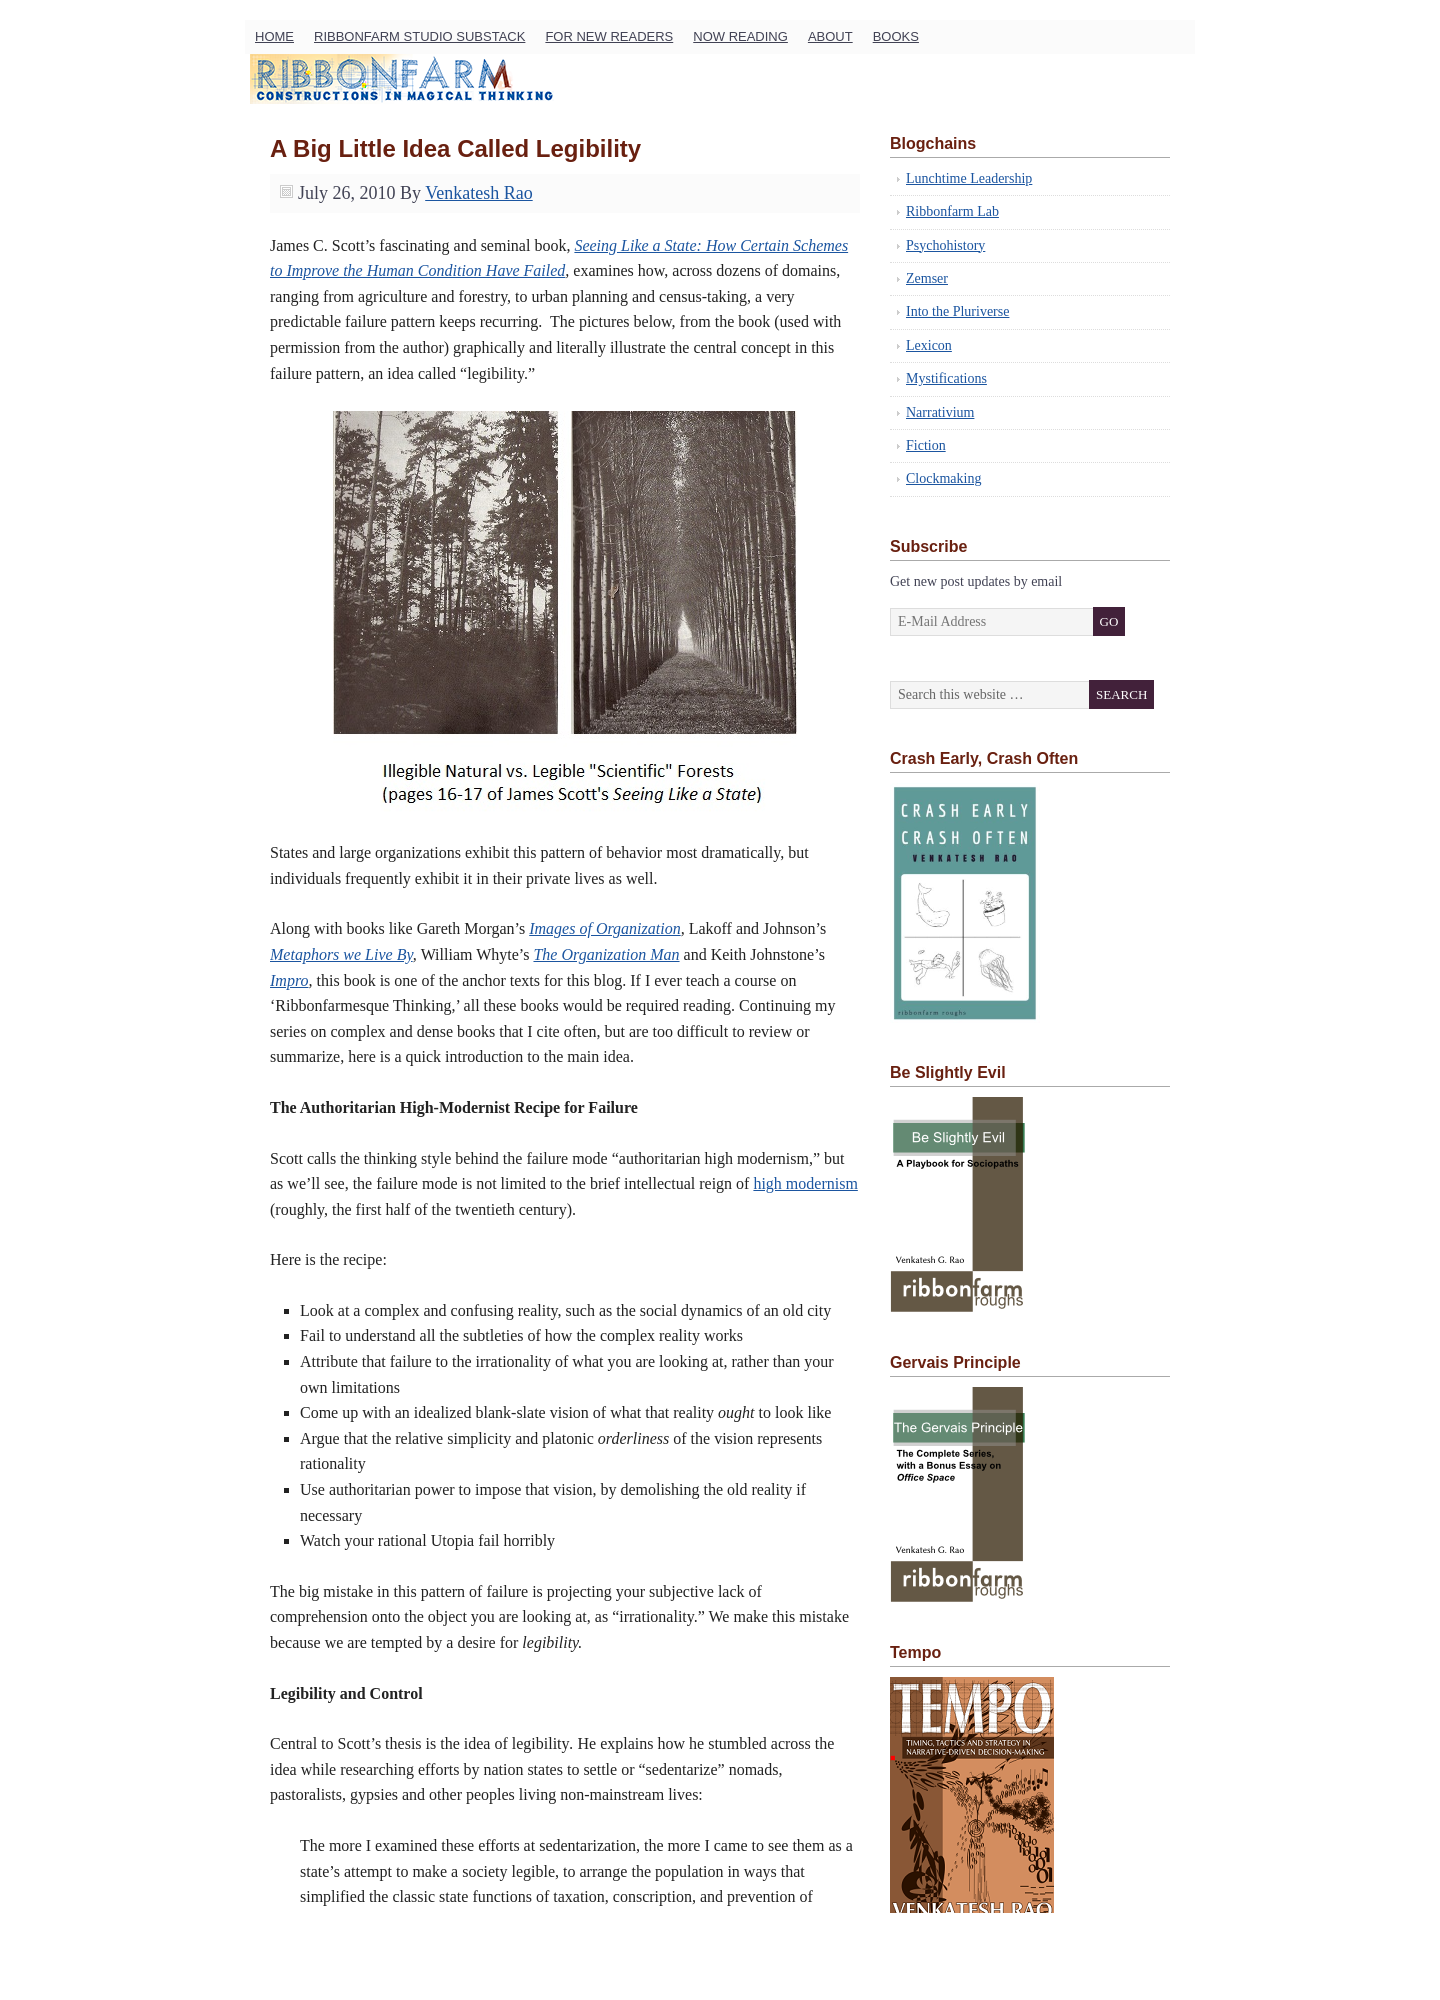 HOME RIBBONFARM STUDIO SUBSTACK FOR NEW READERS NOW READING ABOUT BOOKS
RIBBONFARM
CONSTRUCTIONS IN MAGICAL THINKING
A Big Little Idea Called Legibility
July 26, 2010 By Venkatesh Rao
James C. Scott’s fascinating and seminal book, Seeing Like a State: How Certain Schemes
to Improve the Human Condition Have Failed, examines how, across dozens of domains,
ranging from agriculture and forestry, to urban planning and census-taking, a very
predictable failure pattern keeps recurring.  The pictures below, from the book (used with
permission from the author) graphically and literally illustrate the central concept in this
failure pattern, an idea called “legibility.”
Illegible Natural vs. Legible "Scientific" Forests
(pages 16-17 of James Scott's Seeing Like a State)
States and large organizations exhibit this pattern of behavior most dramatically, but
individuals frequently exhibit it in their private lives as well.
Along with books like Gareth Morgan’s Images of Organization, Lakoff and Johnson’s
Metaphors we Live By, William Whyte’s The Organization Man and Keith Johnstone’s
Impro, this book is one of the anchor texts for this blog. If I ever teach a course on
‘Ribbonfarmesque Thinking,’ all these books would be required reading. Continuing my
series on complex and dense books that I cite often, but are too difficult to review or
summarize, here is a quick introduction to the main idea.
The Authoritarian High-Modernist Recipe for Failure
Scott calls the thinking style behind the failure mode “authoritarian high modernism,” but
as we’ll see, the failure mode is not limited to the brief intellectual reign of high modernism
(roughly, the first half of the twentieth century).
Here is the recipe:
Look at a complex and confusing reality, such as the social dynamics of an old city
Fail to understand all the subtleties of how the complex reality works
Attribute that failure to the irrationality of what you are looking at, rather than your
own limitations
Come up with an idealized blank-slate vision of what that reality ought to look like
Argue that the relative simplicity and platonic orderliness of the vision represents
rationality
Use authoritarian power to impose that vision, by demolishing the old reality if
necessary
Watch your rational Utopia fail horribly
The big mistake in this pattern of failure is projecting your subjective lack of
comprehension onto the object you are looking at, as “irrationality.” We make this mistake
because we are tempted by a desire for legibility.
Legibility and Control
Central to Scott’s thesis is the idea of legibility. He explains how he stumbled across the
idea while researching efforts by nation states to settle or “sedentarize” nomads,
pastoralists, gypsies and other peoples living non-mainstream lives:
The more I examined these efforts at sedentarization, the more I came to see them as a
state’s attempt to make a society legible, to arrange the population in ways that
simplified the classic state functions of taxation, conscription, and prevention of
Blogchains
Lunchtime Leadership
Ribbonfarm Lab
Psychohistory
Zemser
Into the Pluriverse
Lexicon
Mystifications
Narrativium
Fiction
Clockmaking
Subscribe
Get new post updates by email
E-Mail Address GO
Search this website … SEARCH
Crash Early, Crash Often
CRASH EARLY
CRASH OFTEN
VENKATESH RAO
ribbonfarm roughs
Be Slightly Evil
Be Slightly Evil
A Playbook for Sociopaths
Venkatesh G. Rao
ribbonfarm
roughs
Gervais Principle
The Gervais Principle
The Complete Series,
with a Bonus Essay on
Office Space
Venkatesh G. Rao
ribbonfarm
roughs
Tempo
TEMPO
TIMING, TACTICS AND STRATEGY IN
NARRATIVE-DRIVEN DECISION-MAKING
VENKATESH RAO